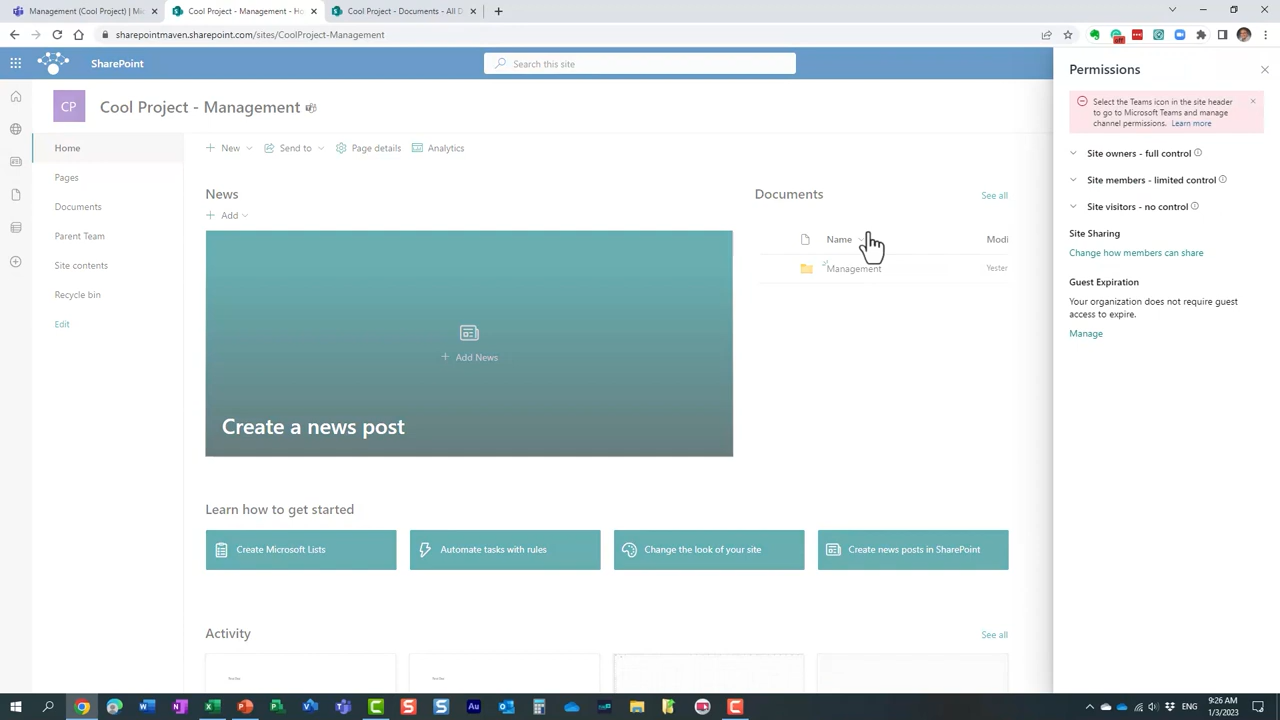 Management (Cool Project) | Mic
Cool Project - Management - Ho
Cool Project - Documents - All D
sharepointmaven.sharepoint.com/sites/CoolProject-Management
SharePoint
Search this site
Permissions
Select the Teams icon in the site header
to go to Microsoft Teams and manage
channel permissions. Learn more
CP
Cool Project - Management
Home
Pages
Documents
Parent Team
Site contents
Recycle bin
Edit
New
Send to
Page details
Analytics
News
Add
Add News
Create a news post
Documents
See all
Name
Modi
Management
Yester
Site owners - full control
Site members - limited control
Site visitors - no control
Site Sharing
Change how members can share
Guest Expiration
Your organization does not require guest
access to expire.
Manage
Learn how to get started
Create Microsoft Lists
Automate tasks with rules
Change the look of your site
Create news posts in SharePoint
Activity
See all
ENG
9:26 AM
1/3/2023